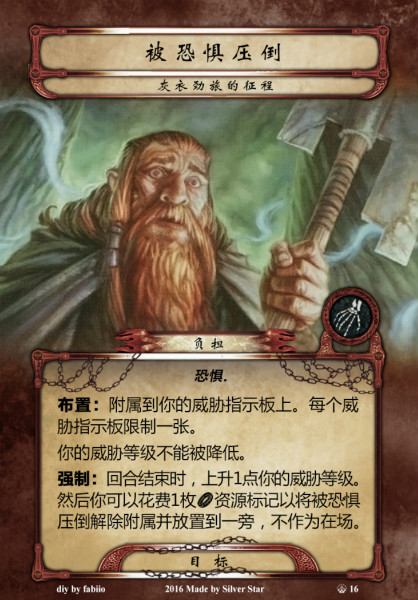 被恐惧压倒
灰衣劲旅的征程
负担
恐惧.
布置：附属到你的威胁指示板上。每个威
胁指示板限制一张。
你的威胁等级不能被降低。
强制：回合结束时，上升1点你的威胁等级。
然后你可以花费1枚资源标记以将被恐惧
压倒解除附属并放置到一旁，不作为在场。
目标
diy by fabiio
2016 Made by Silver Star
16